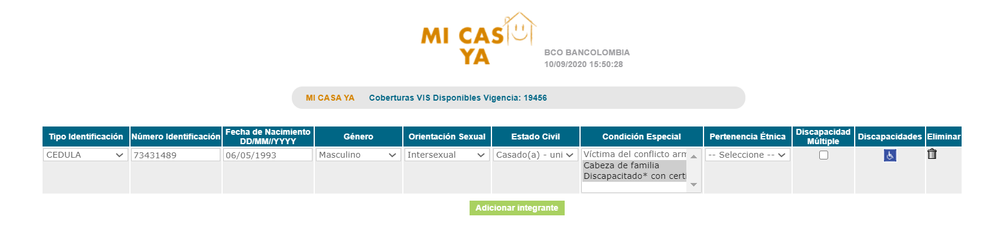 MI CAS
YA
BCO BANCOLOMBIA
10/09/2020 15:50:28
MI CASA YA Coberturas VIS Disponibles Vigencia: 19456
Tipo Identificación Número Identificación Fecha de Nacimiento DD/MM//YYYY Género Orientación Sexual Estado Civil Condición Especial Pertenencia Étnica Discapacidad Múltiple Discapacidades Eliminar
CEDULA 73431489 06/05/1993 Masculino Intersexual Casado(a) - uni Víctima del conflicto arm -- Seleccione --
Cabeza de familia
Discapacitado* con certi
Adicionar integrante